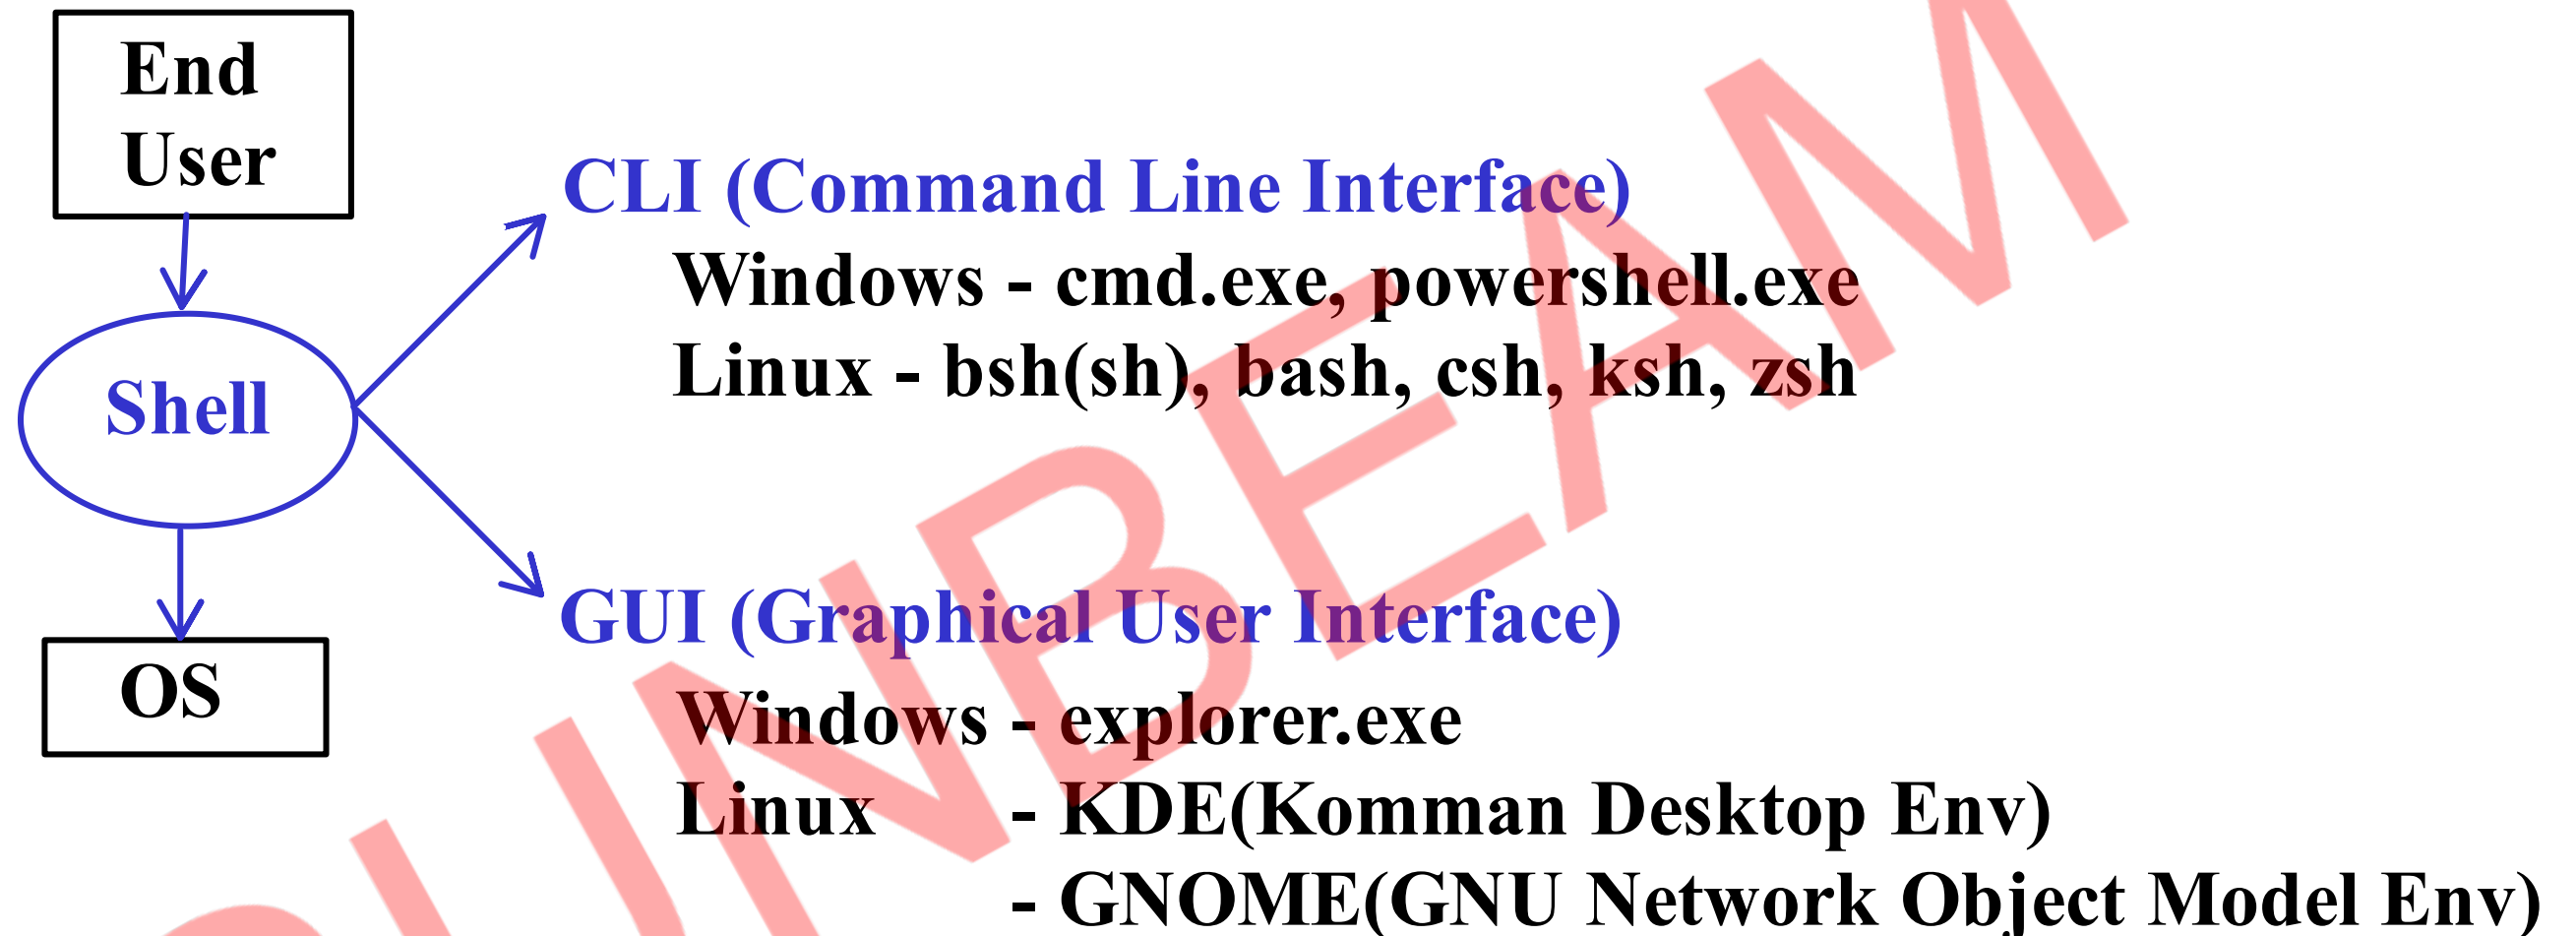 End
User
Shell
OS
CLI (Command Line Interface)
Windows - cmd.exe, powershell.exe
Linux - bsh(sh), bash, csh, ksh, zsh
GUI (Graphical User Interface)
Windows - explorer.exe
Linux - KDE(Komman Desktop Env)
- GNOME(GNU Network Object Model Env)
UNBEAM